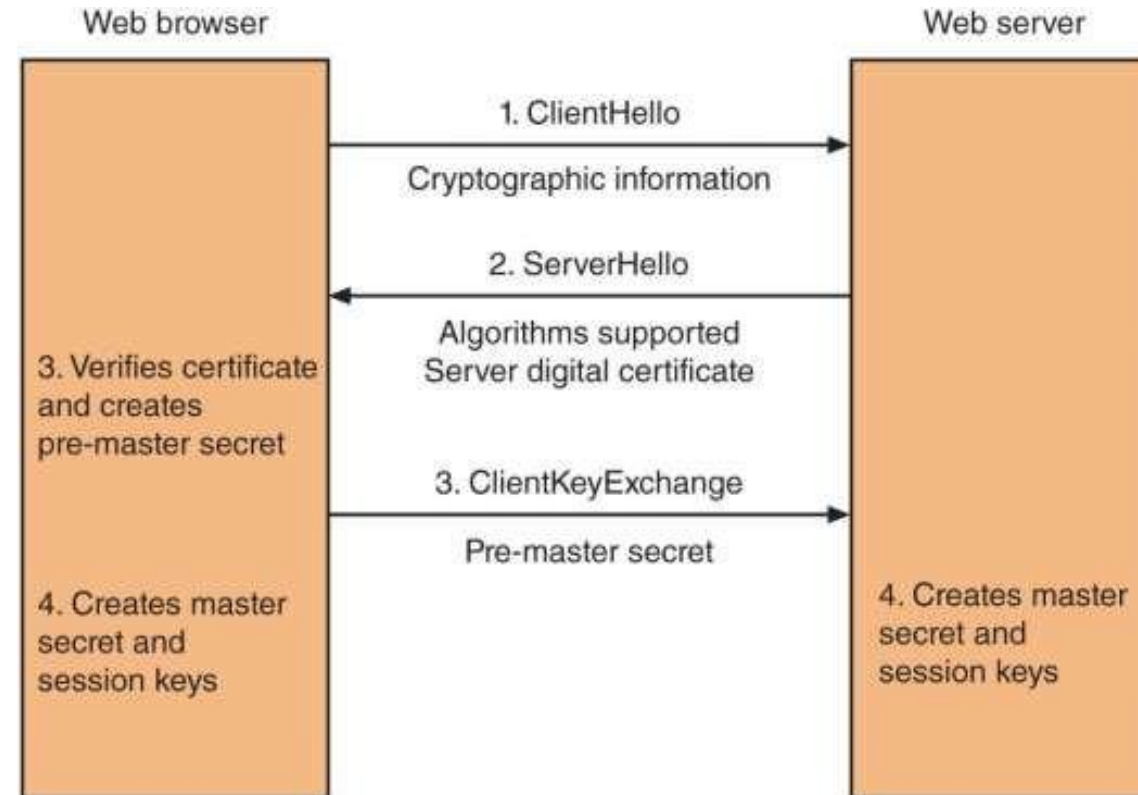 Web browser
Web server
1. ClientHello
Cryptographic information
2. ServerHello
Algorithms supported
Server digital certificate
3. Verifies certificate
and creates
pre-master secret
3. ClientKeyExchange
Pre-master secret
4. Creates master
secret and
session keys
4. Creates master
secret and
session keys